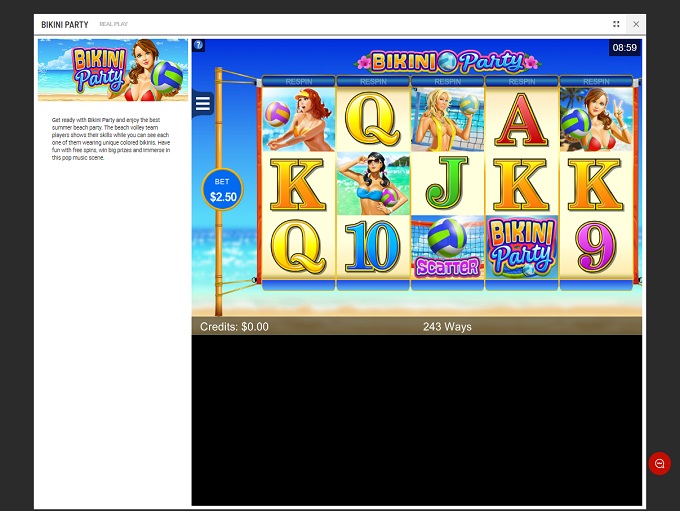 BIKINI PARTY REAL PLAY
BIKINI
Party
Get ready with Bikini Party and enjoy the best
summer beach party. The beach volley team
players shows their skills while you can see each
one of them wearing unique colored bikinis. Have
fun with free spins, win big prizes and immerse in
this pop music scene.
?
BIKINI Party
08:59
RESPIN RESPIN RESPIN RESPIN RESPIN
Q A
K J K K
BET
$2.50
Q 10 SCATTER BIKINI Party 9
Credits: $0.00 243 Ways